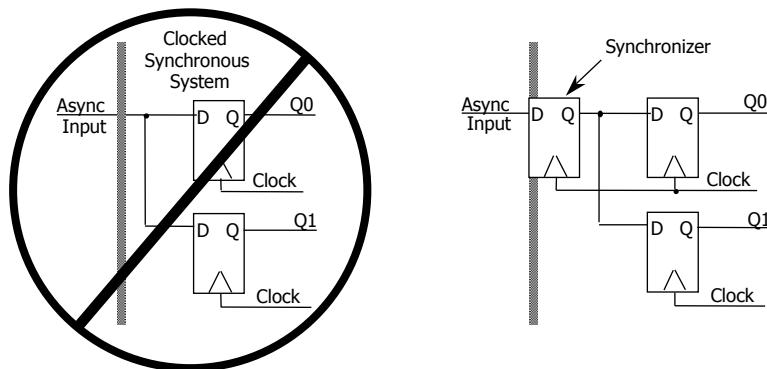 Clocked
Synchronous
System
Async
Input
D Q
Q0
Clock
D Q
Q1
Clock
Synchronizer
Async
Input
D Q
D Q
Q0
Clock
D Q
Q1
Clock